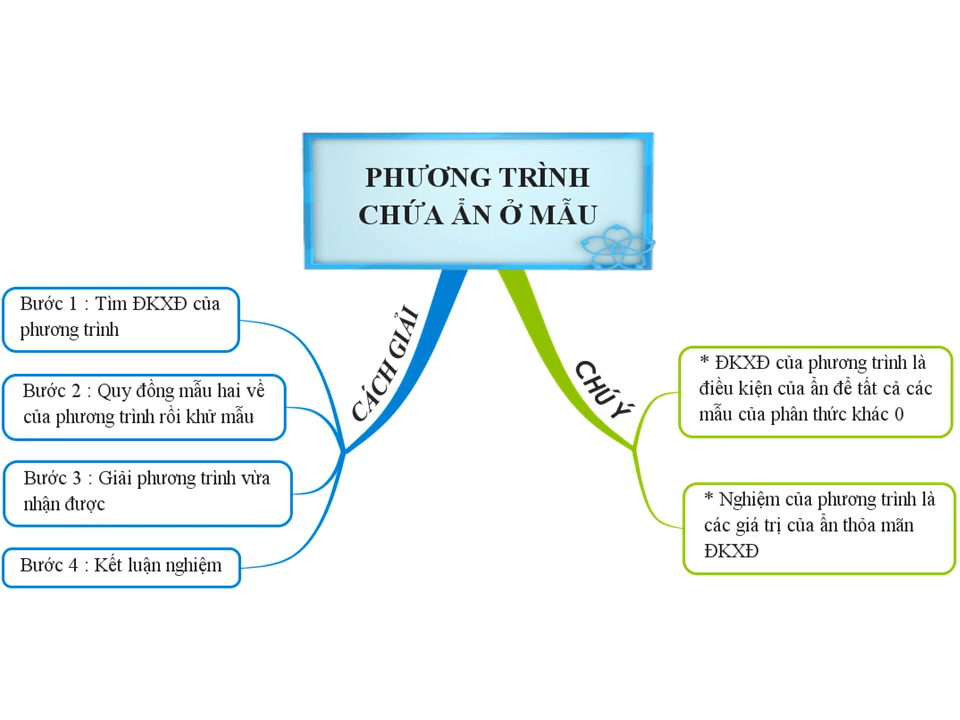 PHƯƠNG TRÌNH
CHỨA ẨN Ở MẪU
CÁCH GIẢI
Bước 1 : Tìm ĐKXĐ của
phương trình
Bước 2 : Quy đồng mẫu hai về
của phương trình rồi khử mẫu
Bước 3 : Giải phương trình vừa
nhận được
Bước 4 : Kết luận nghiệm
CHÚ Ý
* ĐKXĐ của phương trình là
điều kiện của ẩn để tất cả các
mẫu của phân thức khác 0
* Nghiệm của phương trình là
các giá trị của ẩn thỏa mãn
ĐKXĐ